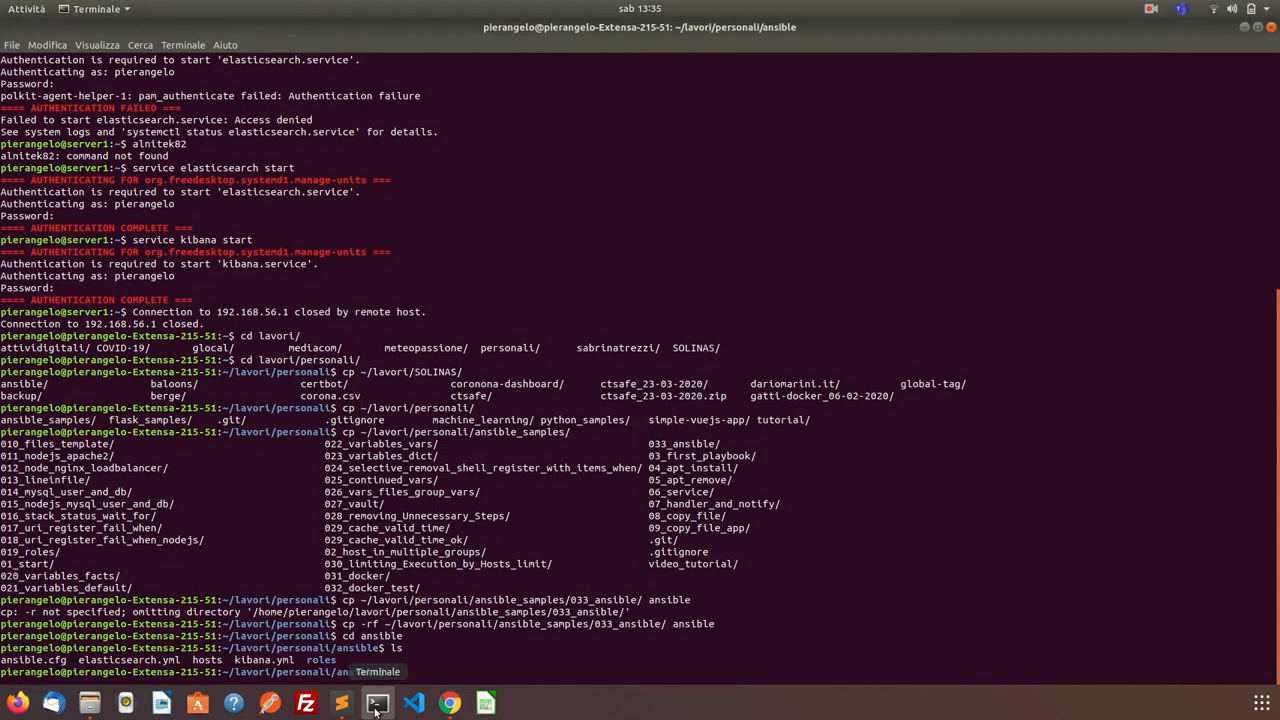 Attività
Terminale
sab 13:35
pierangelo@pierangelo-Extensa-215-51: ~/lavori/personali/ansible
File Modifica Visualizza Cerca Terminale Aiuto
Authentication is required to start 'elasticsearch.service'.
Authenticating as: pierangelo
Password:
polkit-agent-helper-1: pam_authenticate failed: Authentication failure
==== AUTHENTICATION FAILED ===
Failed to start elasticsearch.service: Access denied
See system logs and 'systemctl status elasticsearch.service' for details.
pierangelo@server1:~$ alnitek82
alnitek82: command not found
pierangelo@server1:~$ service elasticsearch start
==== AUTHENTICATING FOR org.freedesktop.systemd1.manage-units ===
Authentication is required to start 'elasticsearch.service'.
Authenticating as: pierangelo
Password:
==== AUTHENTICATION COMPLETE ===
pierangelo@server1:~$ service kibana start
==== AUTHENTICATING FOR org.freedesktop.systemd1.manage-units ===
Authentication is required to start 'kibana.service'.
Authenticating as: pierangelo
Password:
==== AUTHENTICATION COMPLETE ===
pierangelo@server1:~$ Connection to 192.168.56.1 closed by remote host.
Connection to 192.168.56.1 closed.
pierangelo@pierangelo-Extensa-215-51:~$ cd lavori/
attivididigitali/ COVID-19/ glocal/ mediacom/ meteopassione/ personali/ sabrinatrezzi/ SOLINAS/
pierangelo@pierangelo-Extensa-215-51:~$ cd lavori/personali/
pierangelo@pierangelo-Extensa-215-51:~/lavori/personali$ cp ~/lavori/SOLINAS/
ansible/ baloons/ certbot/ coronona-dashboard/ ctsafe_23-03-2020/ dariomarini.it/ global-tag/
backup/ berge/ corona.csv ctsafe/ ctsafe_23-03-2020.zip gatti-docker_06-02-2020/
pierangelo@pierangelo-Extensa-215-51:~/lavori/personali$ cp ~/lavori/personali/
ansible_samples/ flask_samples/ .git/ .gitignore machine_learning/ python_samples/ simple-vuejs-app/ tutorial/
pierangelo@pierangelo-Extensa-215-51:~/lavori/personali$ cp ~/lavori/personali/ansible_samples/
010_files_template/ 022_variables_vars/ 033_ansible/
011_nodejs_apache2/ 023_variables_dict/ 03_first_playbook/
012_node_nginx_loadbalancer/ 024_selective_removal_shell_register_with_items_when/ 04_apt_install/
013_lineinfile/ 025_continued_vars/ 05_apt_remove/
014_mysql_user_and_db/ 026_vars_files_group_vars/ 06_service/
015_nodejs_mysql_user_and_db/ 027_vault/ 07_handler_and_notify/
016_stack_status_wait_for/ 028_removing_Unnecessary_Steps/ 08_copy_file/
017_uri_register_fail_when/ 029_cache_valid_time/ 09_copy_file_app/
018_uri_register_fail_when_nodejs/ 029_cache_valid_time_ok/ .git/
019_roles/ 02_host_in_multiple_groups/ .gitignore
01_start/ 030_limiting_Execution_by_Hosts_limit/ video_tutorial/
020_variables_facts/ 031_docker/
021_variables_default/ 032_docker_test/
pierangelo@pierangelo-Extensa-215-51:~/lavori/personali$ cp ~/lavori/personali/ansible_samples/033_ansible/ ansible
cp: -r not specified; omitting directory '/home/pierangelo/lavori/personali/ansible_samples/033_ansible/'
pierangelo@pierangelo-Extensa-215-51:~/lavori/personali$ cp -rf ~/lavori/personali/ansible_samples/033_ansible/ ansible
pierangelo@pierangelo-Extensa-215-51:~/lavori/personali$ cd ansible
pierangelo@pierangelo-Extensa-215-51:~/lavori/personali/ansible$ ls
ansible.cfg elasticsearch.yml hosts kibana.yml roles
pierangelo@pierangelo-Extensa-215-51:~/lavori/personali/ans
Terminale